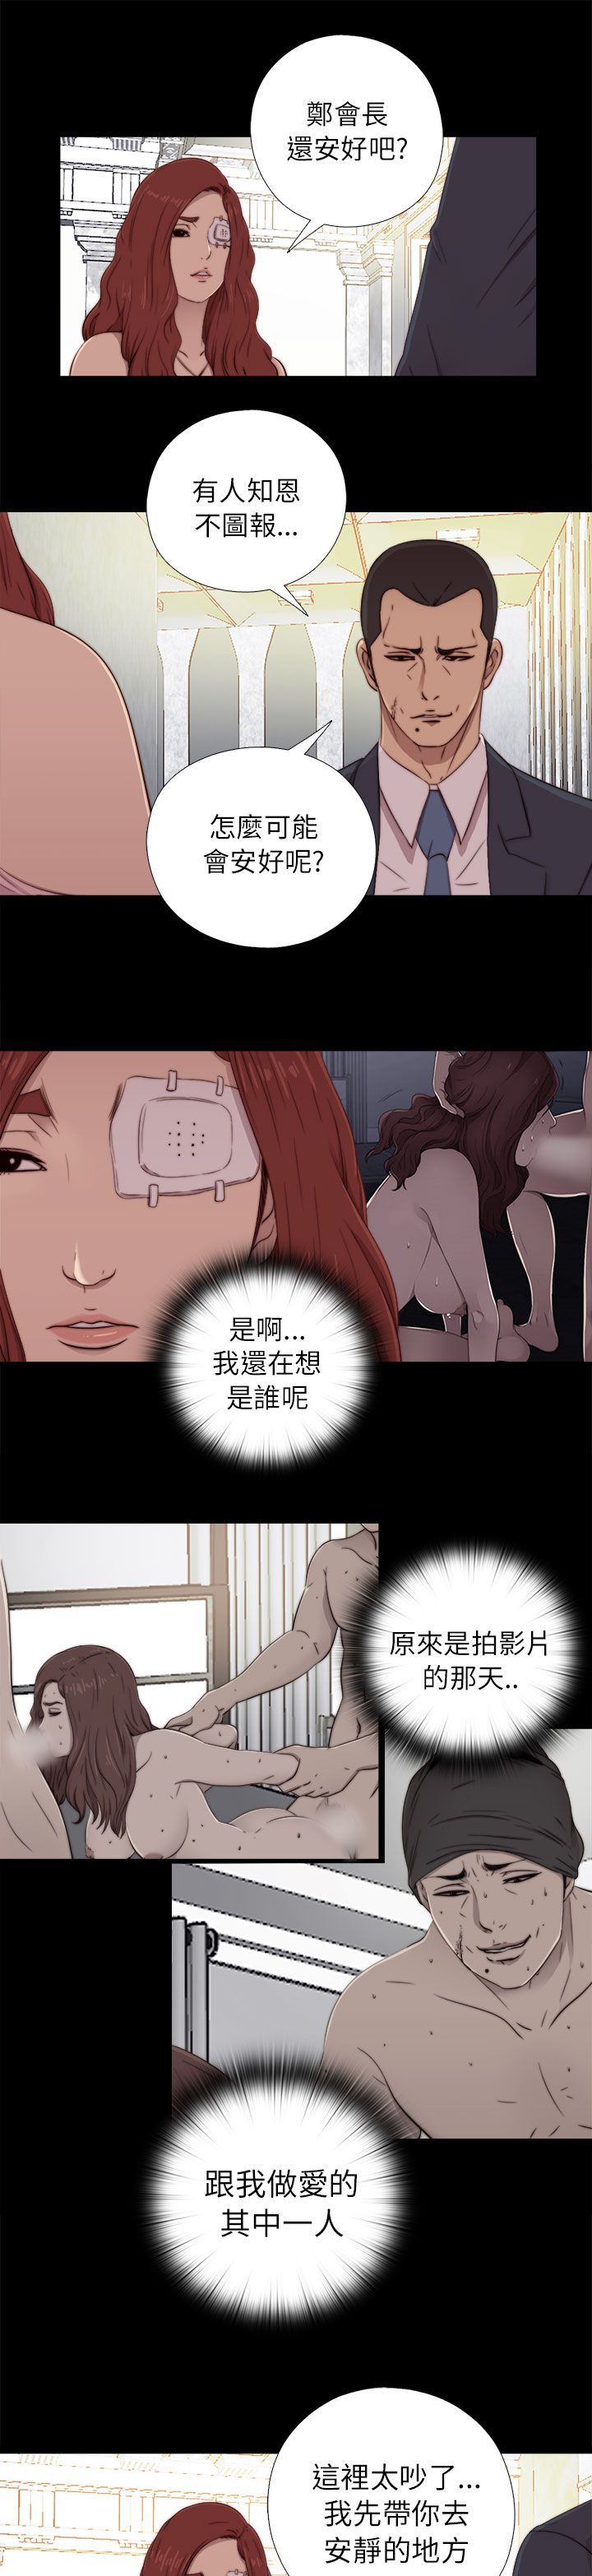 鄭會長
還安好吧?
有人知恩
不圖報...
怎麼可能
會安好呢?
是啊...
我還在想
是誰呢
原來是拍影片
的那天..
跟我做愛的
其中一人
這裡太吵了...
我先帶你去
安靜的地方